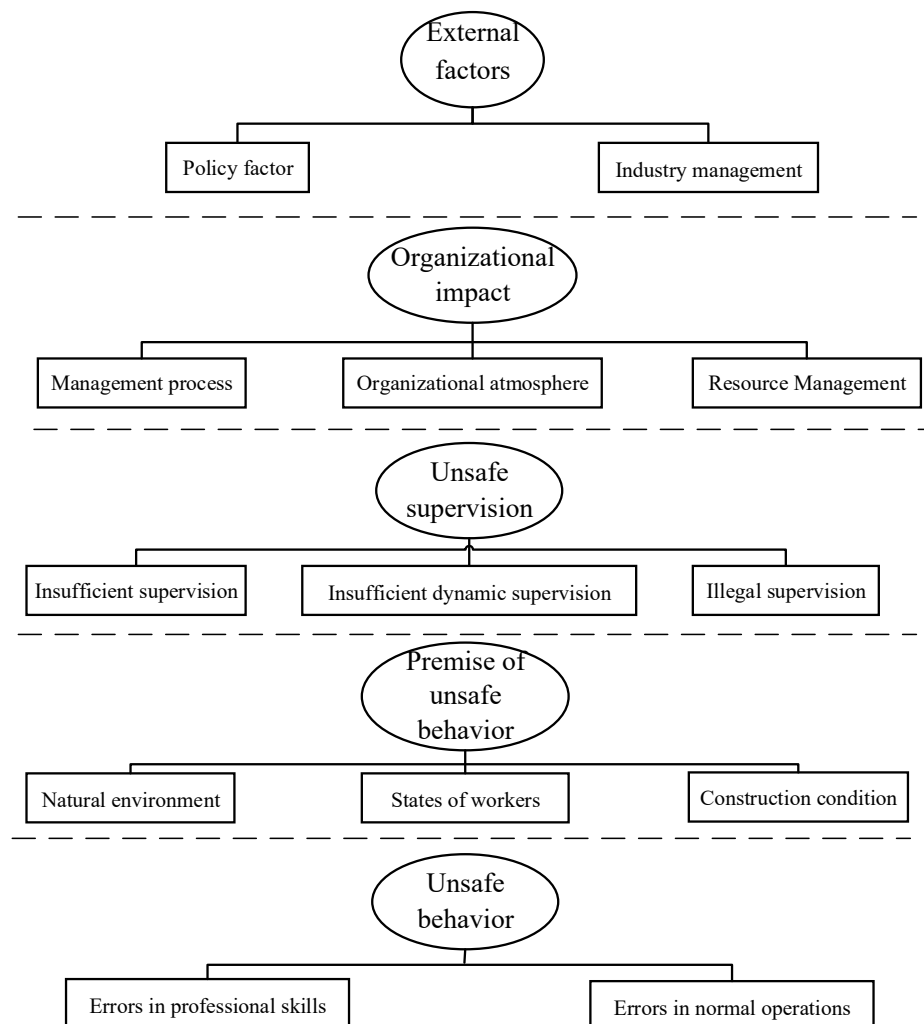 External
factors
Policy factor
Industry management
Organizational
impact
Management process
Organizational atmosphere
Resource Management
Unsafe
supervision
Insufficient supervision
Insufficient dynamic supervision
Illegal supervision
Premise of
unsafe
behavior
Natural environment
States of workers
Construction condition
Unsafe
behavior
Errors in professional skills
Errors in normal operations